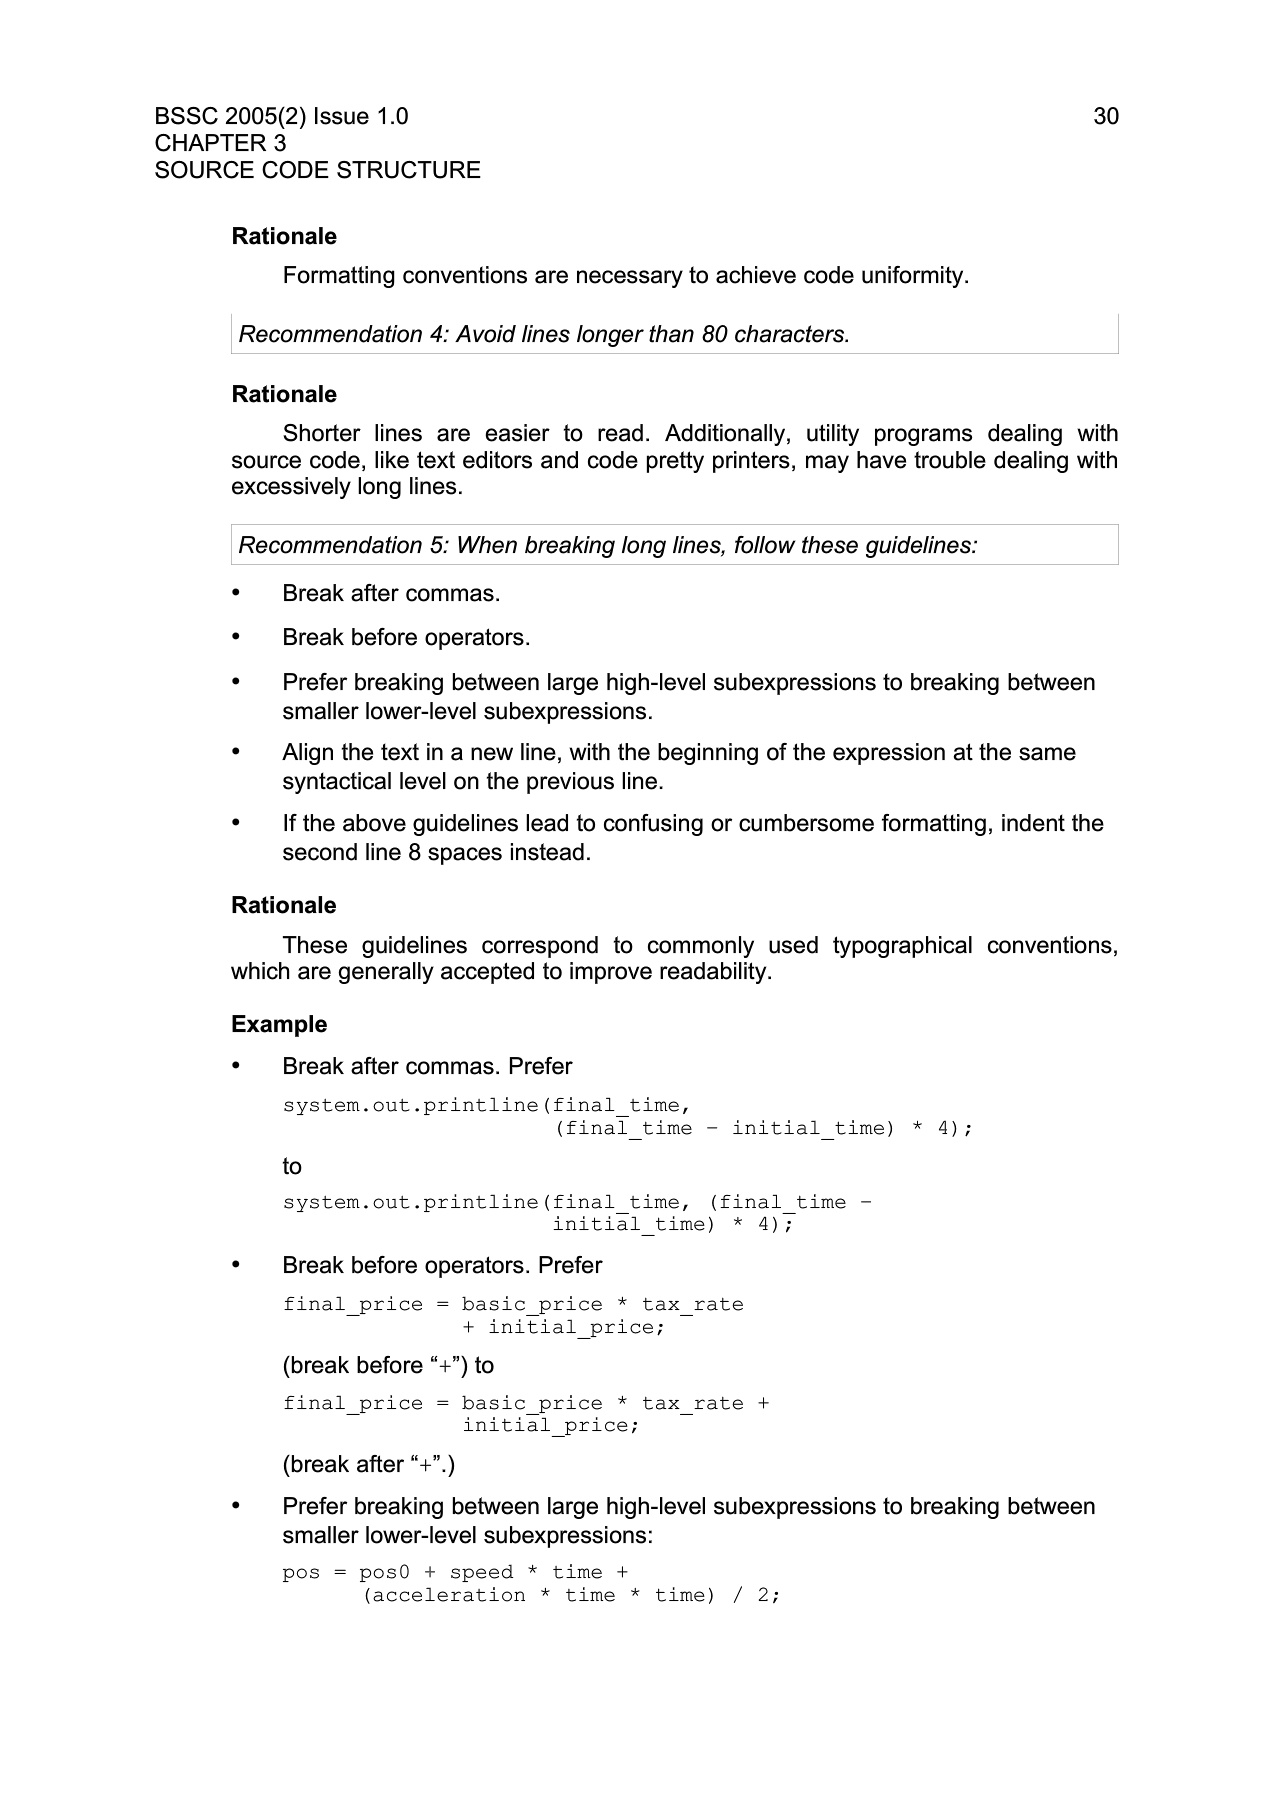 BSSC 2005(2) Issue 1.0 30
CHAPTER 3
SOURCE CODE STRUCTURE
Rationale
Formatting conventions are necessary to achieve code uniformity.
Recommendation 4: Avoid lines longer than 80 characters.
Rationale
Shorter lines are easier to read. Additionally, utility programs dealing with
source code, like text editors and code pretty printers, may have trouble dealing with
excessively long lines.
Recommendation 5: When breaking long lines, follow these guidelines:
• Break after commas.
• Break before operators.
• Prefer breaking between large high-level subexpressions to breaking between
smaller lower-level subexpressions.
• Align the text in a new line, with the beginning of the expression at the same
syntactical level on the previous line.
• If the above guidelines lead to confusing or cumbersome formatting, indent the
second line 8 spaces instead.
Rationale
These guidelines correspond to commonly used typographical conventions,
which are generally accepted to improve readability.
Example
• Break after commas. Prefer
system.out.printline(final_time,
(final_time – initial_time) * 4);
to
system.out.printline(final_time, (final_time –
initial_time) * 4);
• Break before operators. Prefer
final_price = basic_price * tax_rate
+ initial_price;
(break before “+”) to
final_price = basic_price * tax_rate +
initial_price;
(break after “+”.)
• Prefer breaking between large high-level subexpressions to breaking between
smaller lower-level subexpressions:
pos = pos0 + speed * time +
(acceleration * time * time) / 2;